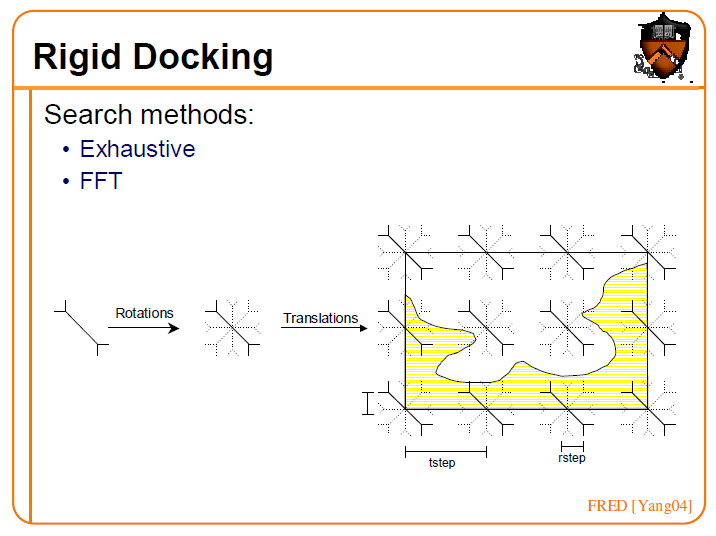 Rigid Docking
Search methods:
• Exhaustive
• FFT
Rotations
Translations
tstep
rstep
FRED [Yang04]